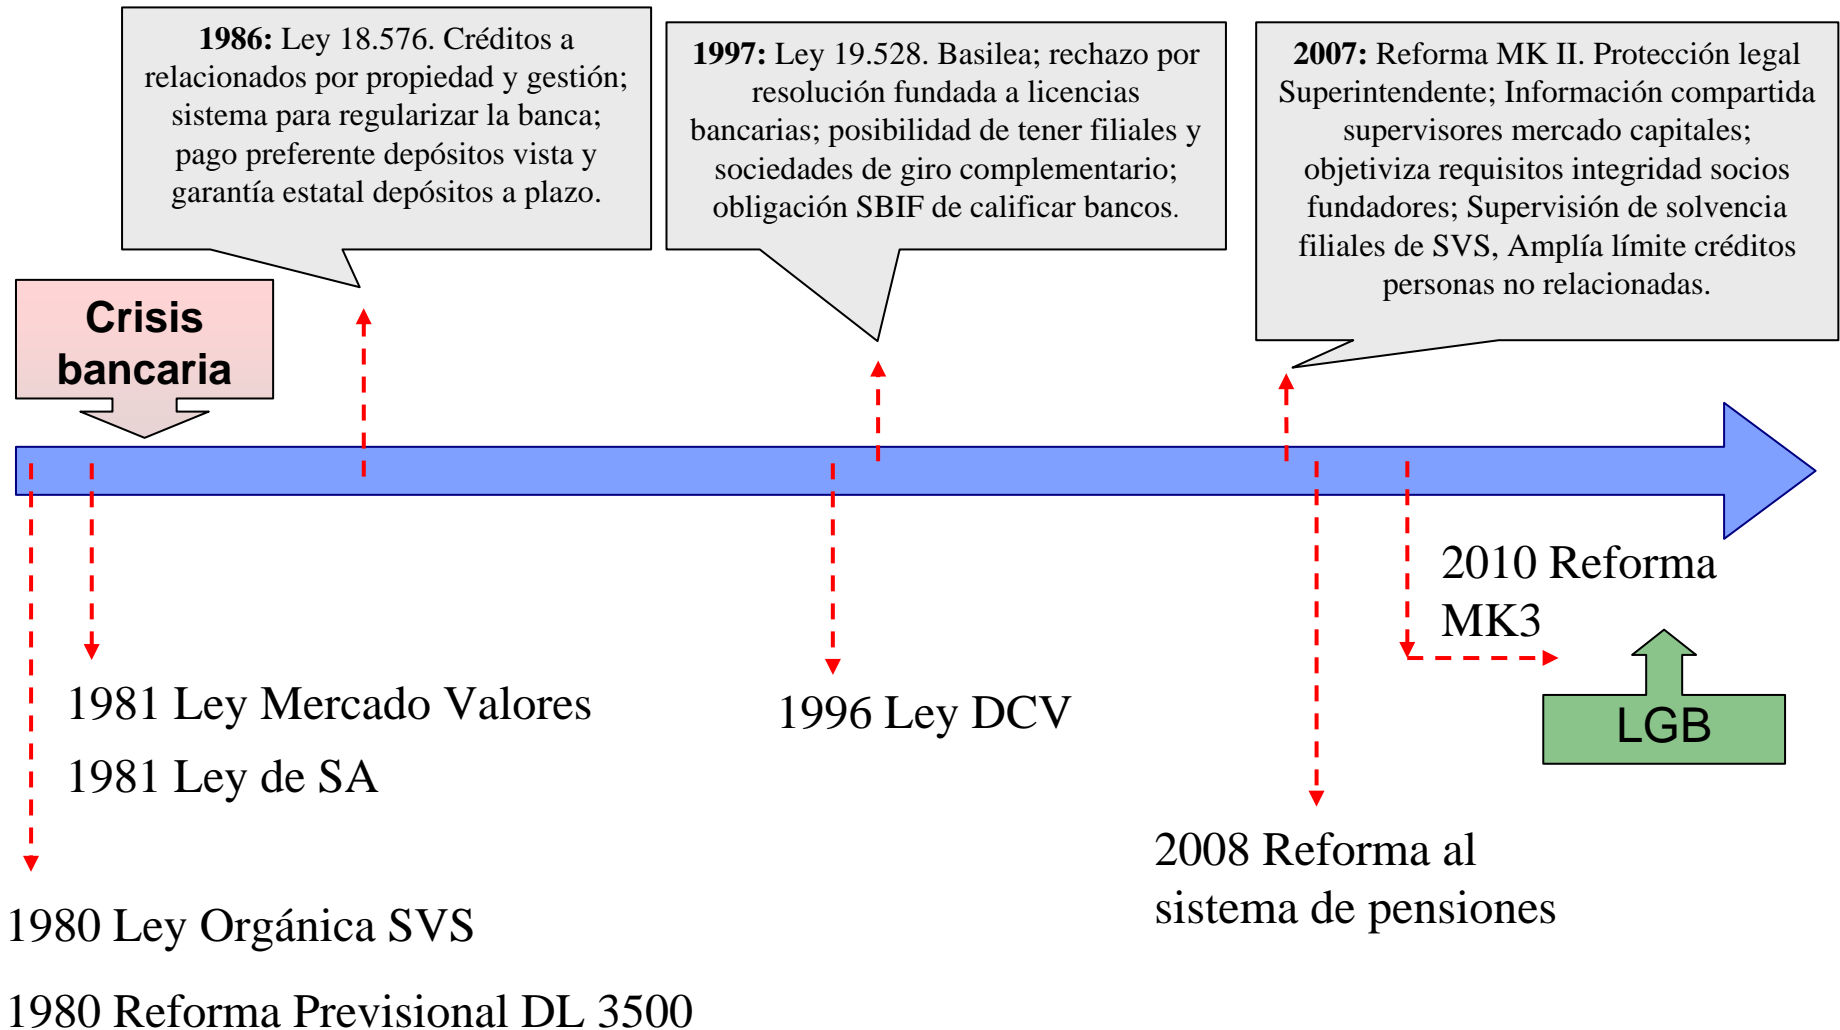 1986: Ley 18.576. Créditos a
relacionados por propiedad y gestión;
sistema para regularizar la banca;
pago preferente depósitos vista y
garantía estatal depósitos a plazo.
1997: Ley 19.528. Basilea; rechazo por
resolución fundada a licencias
bancarias; posibilidad de tener filiales y
sociedades de giro complementario;
obligación SBIF de calificar bancos.
2007: Reforma MK II. Protección legal
Superintendente; Información compartida
supervisores mercado capitales;
objetiviza requisitos integridad socios
fundadores; Supervisión de solvencia
filiales de SVS, Amplía límite créditos
personas no relacionadas.
Crisis
bancaria
2010 Reforma
MK3
LGB
1981 Ley Mercado Valores
1981 Ley de SA
1996 Ley DCV
2008 Reforma al
sistema de pensiones
1980 Ley Orgánica SVS
1980 Reforma Previsional DL 3500